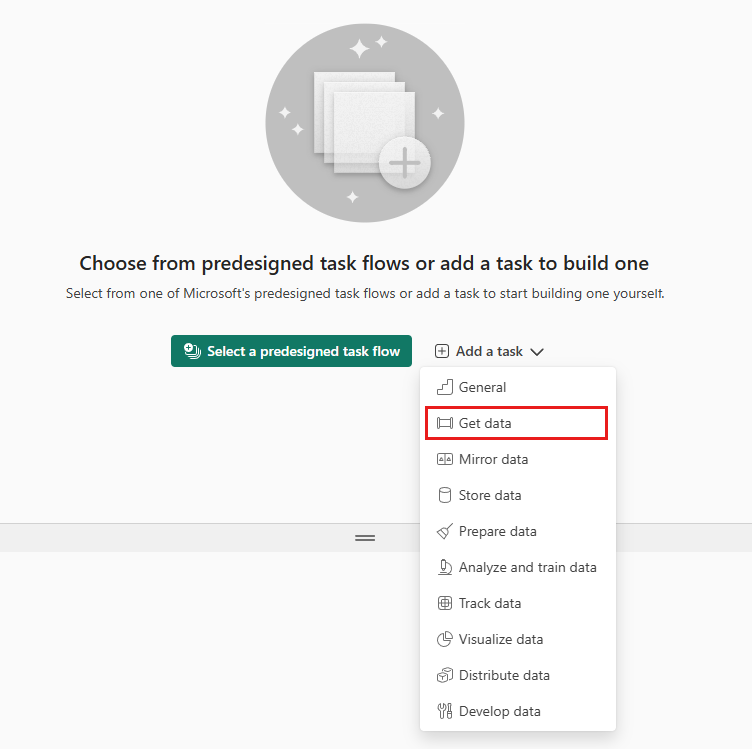 Choose from predesigned task flows or add a task to build one
Select from one of Microsoft's predesigned task flows or add a task to start building one yourself.
Select a predesigned task flow
Add a task
General
Get data
Mirror data
Store data
Prepare data
Analyze and train data
Track data
Visualize data
Distribute data
Develop data